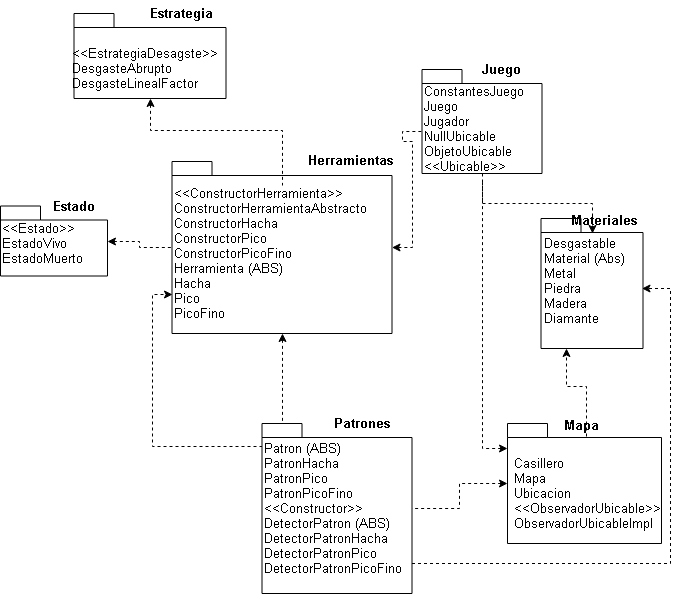 Estrategia
<<EstrategiaDesagste>>
DesgasteAbrupto
DesgasteLinealFactor
Juego
ConstantesJuego
Juego
Jugador
NullUbicable
ObjetoUbicable
<<Ubicable>>
Herramientas
<<ConstructorHerramienta>>
ConstructorHerramientaAbstracto
ConstructorHacha
ConstructorPico
ConstructorPicoFino
Herramienta (ABS)
Hacha
Pico
PicoFino
Estado
<<Estado>>
EstadoVivo
EstadoMuerto
Materiales
Desgastable
Material (Abs)
Metal
Piedra
Madera
Diamante
Patrones
Patron (ABS)
PatronHacha
PatronPico
PatronPicoFino
<<Constructor>>
DetectorPatron (ABS)
DetectorPatronHacha
DetectorPatronPico
DetectorPatronPicoFino
Mapa
Casillero
Mapa
Ubicacion
<<ObservadorUbicable>>
ObservadorUbicableImpl